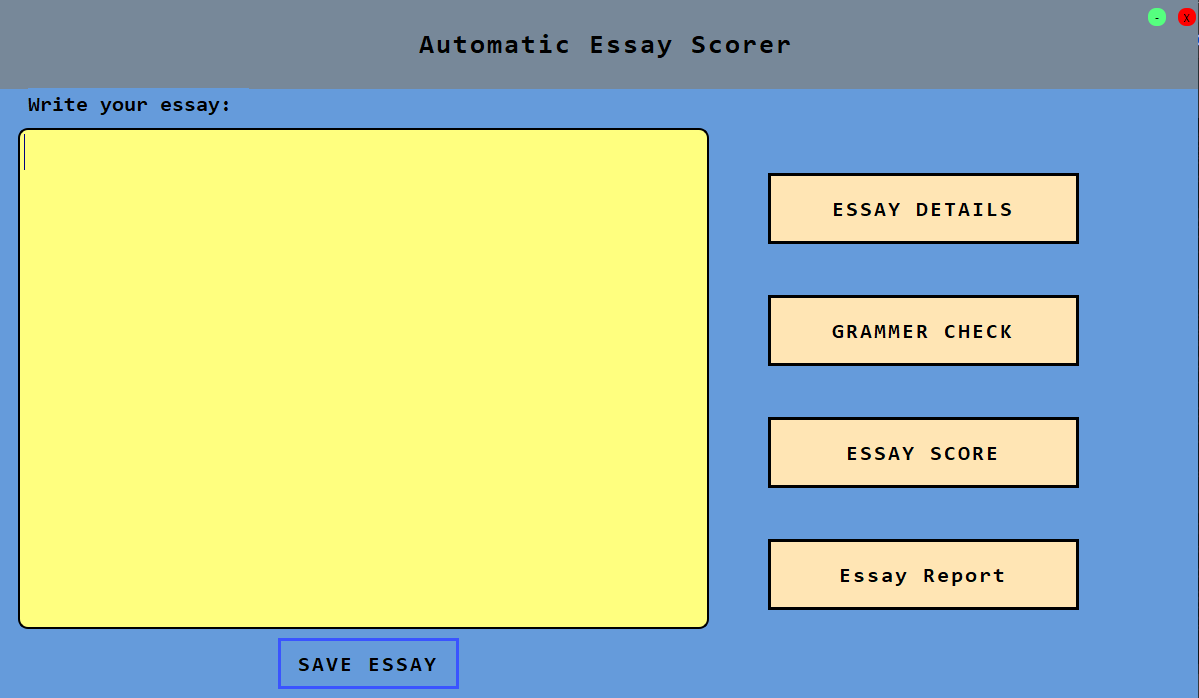 - X
Automatic Essay Scorer
Write your essay:
ESSAY DETAILS
GRAMMER CHECK
ESSAY SCORE
Essay Report
SAVE ESSAY